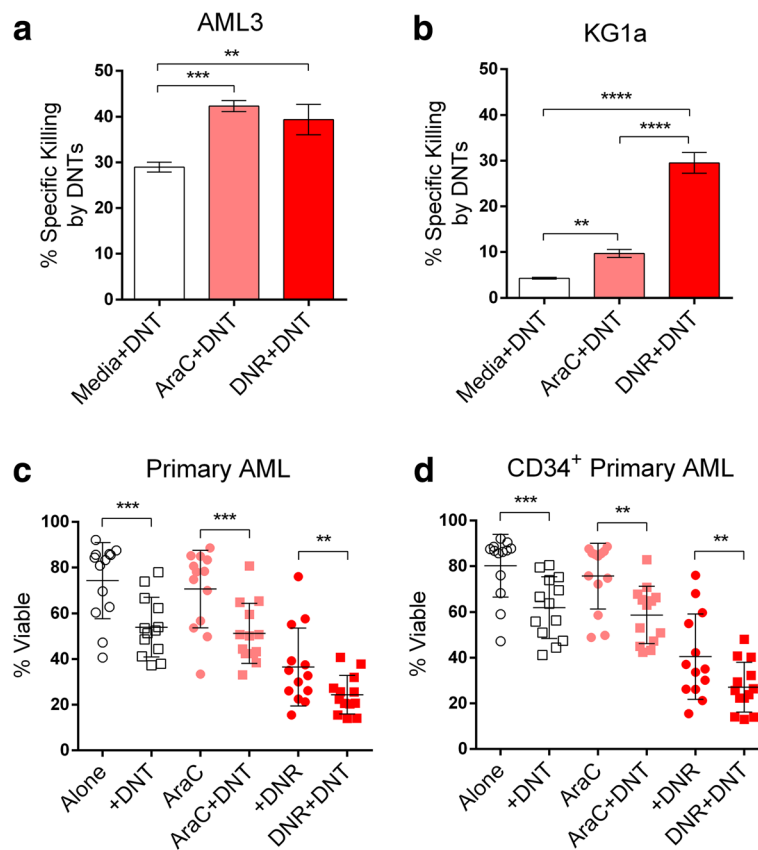 a
AML3
% Specific Killing
by DNTs
50
40
30
20
10
0
**
***
Media+DNT
AraC+DNT
DNR+DNT
b
KG1a
% Specific Killing
by DNTs
50
40
30
20
10
0
****
****
**
Media+DNT
AraC+DNT
DNR+DNT
c
Primary AML
% Viable
100
80
60
40
20
0
***
***
**
Alone
+DNT
AraC
AraC+DNT
+DNR
DNR+DNT
d
CD34⁺ Primary AML
% Viable
100
80
60
40
20
0
***
**
**
Alone
+DNT
AraC
AraC+DNT
+DNR
DNR+DNT